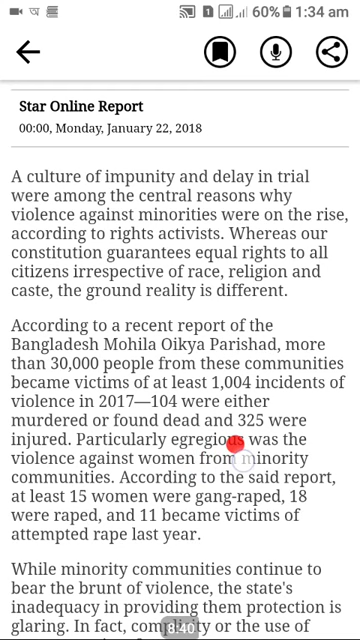 60% 1:34 am
Star Online Report
00:00, Monday, January 22, 2018
A culture of impunity and delay in trial
were among the central reasons why
violence against minorities were on the rise,
according to rights activists. Whereas our
constitution guarantees equal rights to all
citizens irrespective of race, religion and
caste, the ground reality is different.
According to a recent report of the
Bangladesh Mohila Oikya Parishad, more
than 30,000 people from these communities
became victims of at least 1,004 incidents of
violence in 2017—104 were either
murdered or found dead and 325 were
injured. Particularly egregious was the
violence against women from minority
communities. According to the said report,
at least 15 women were gang-raped, 18
were raped, and 11 became victims of
attempted rape last year.
While minority communities continue to
bear the brunt of violence, the state's
inadequacy in providing them protection is
glaring. In fact, complicity or the use of
8:40